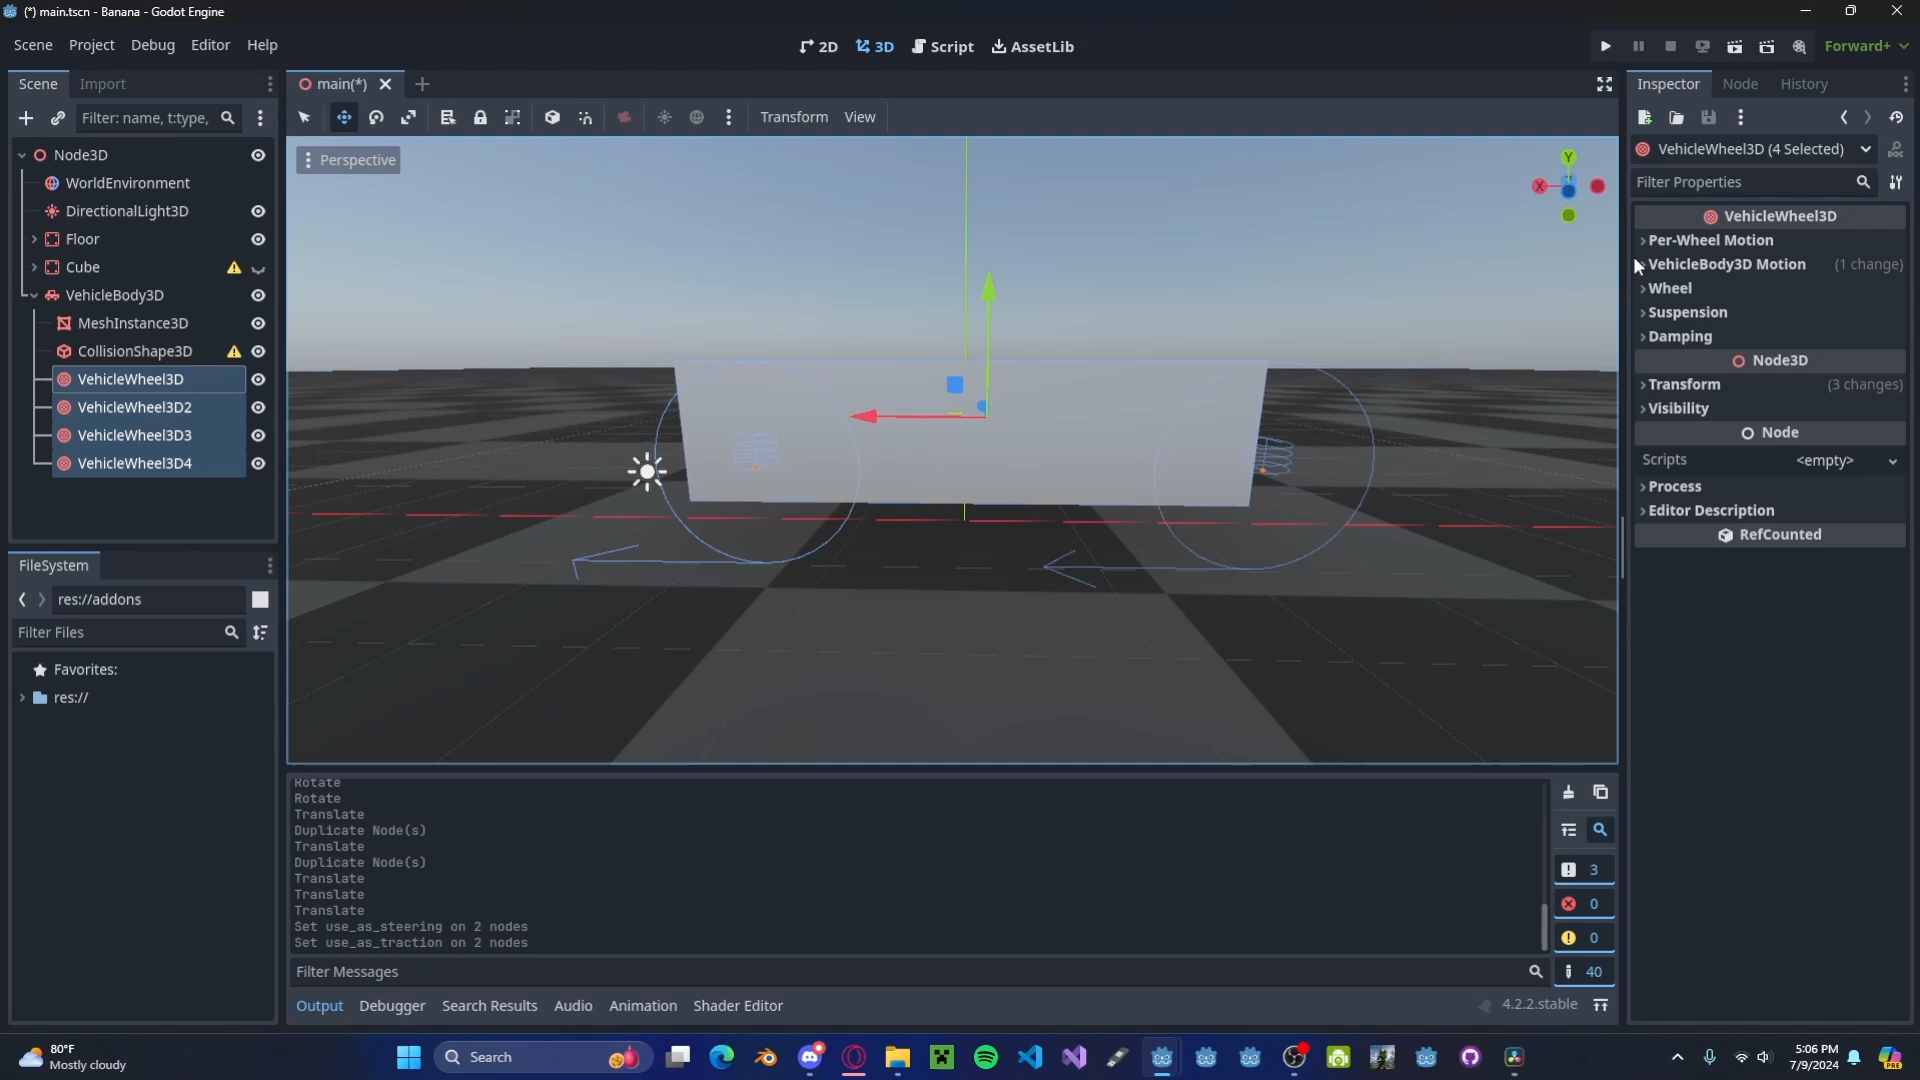 (*) main.tscn - Banana - Godot Engine
Scene Project Debug Editor Help
2D 3D Script AssetLib
Forward+
Scene Import
Filter: name, t:type,
Node3D
WorldEnvironment
DirectionalLight3D
Floor
Cube
VehicleBody3D
MeshInstance3D
CollisionShape3D
VehicleWheel3D
VehicleWheel3D2
VehicleWheel3D3
VehicleWheel3D4
FileSystem
res://addons
Filter Files
Favorites:
res://
main(*)
Transform View
Perspective
Y
X
Rotate
Rotate
Translate
Duplicate Node(s)
Translate
Duplicate Node(s)
Translate
Translate
Translate
Set use_as_steering on 2 nodes
Set use_as_traction on 2 nodes
Filter Messages
3
0
0
40
Output Debugger Search Results Audio Animation Shader Editor
4.2.2.stable
Inspector Node History
VehicleWheel3D (4 Selected)
DOC
Filter Properties
VehicleWheel3D
Per-Wheel Motion
VehicleBody3D Motion (1 change)
Wheel
Suspension
Damping
Node3D
Transform (3 changes)
Visibility
Node
Scripts <empty>
Process
Editor Description
RefCounted
80°F
Mostly cloudy
Search
5:06 PM
7/9/2024
PRE